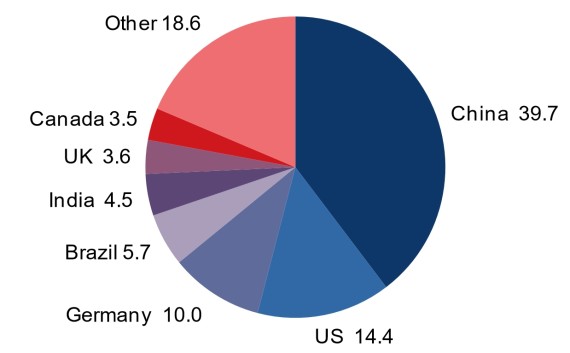 Other 18.6
China 39.7
Canada 3.5
UK 3.6
India 4.5
Brazil 5.7
Germany 10.0
US 14.4